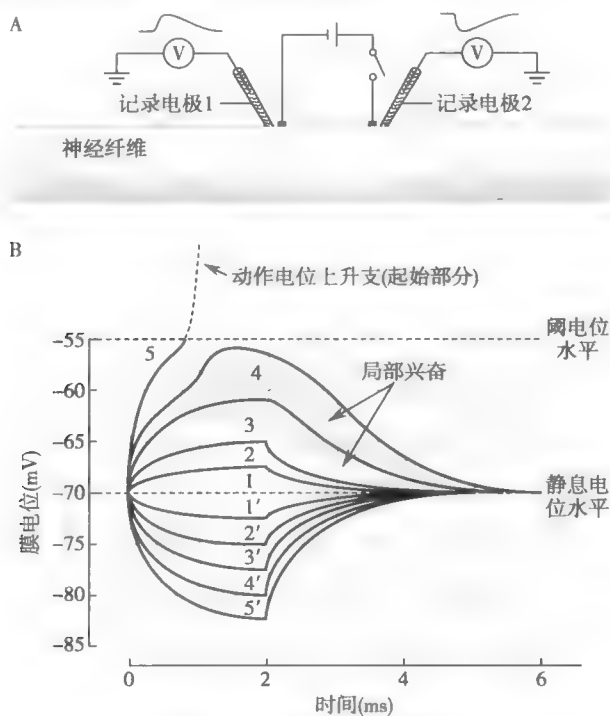 A
V
V
记录电极1
记录电极2
神经纤维
B
动作电位上升支(起始部分)
阈电位
水平
局部兴奋
静息电
位水平
膜电位(mV)
-55
-60
-65
-70
-75
-80
-85
5
4
3
2
1
1′
2′
3′
4′
5′
0
2
4
6
时间(ms)